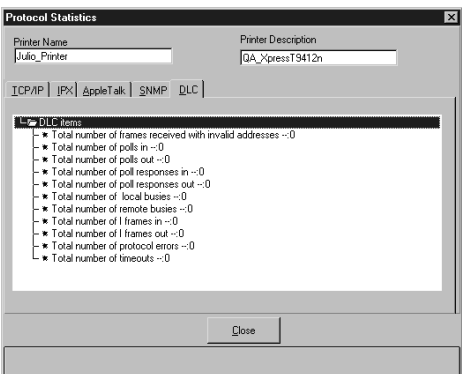 Protocol Statistics
Printer Name
Printer Description
Julio_Printer
QA_XpressT9412n
TCP/IP IPX AppleTalk SNMP DLC
DLC items
Total number of frames received with invalid addresses --:0
Total number of polls in --:0
Total number of polls out --:0
Total number of poll responses in --:0
Total number of poll responses out --:0
Total number of local busies --:0
Total number of remote busies --:0
Total number of I frames in --:0
Total number of I frames out --:0
Total number of protocol errors --:0
Total number of timeouts --:0
Close